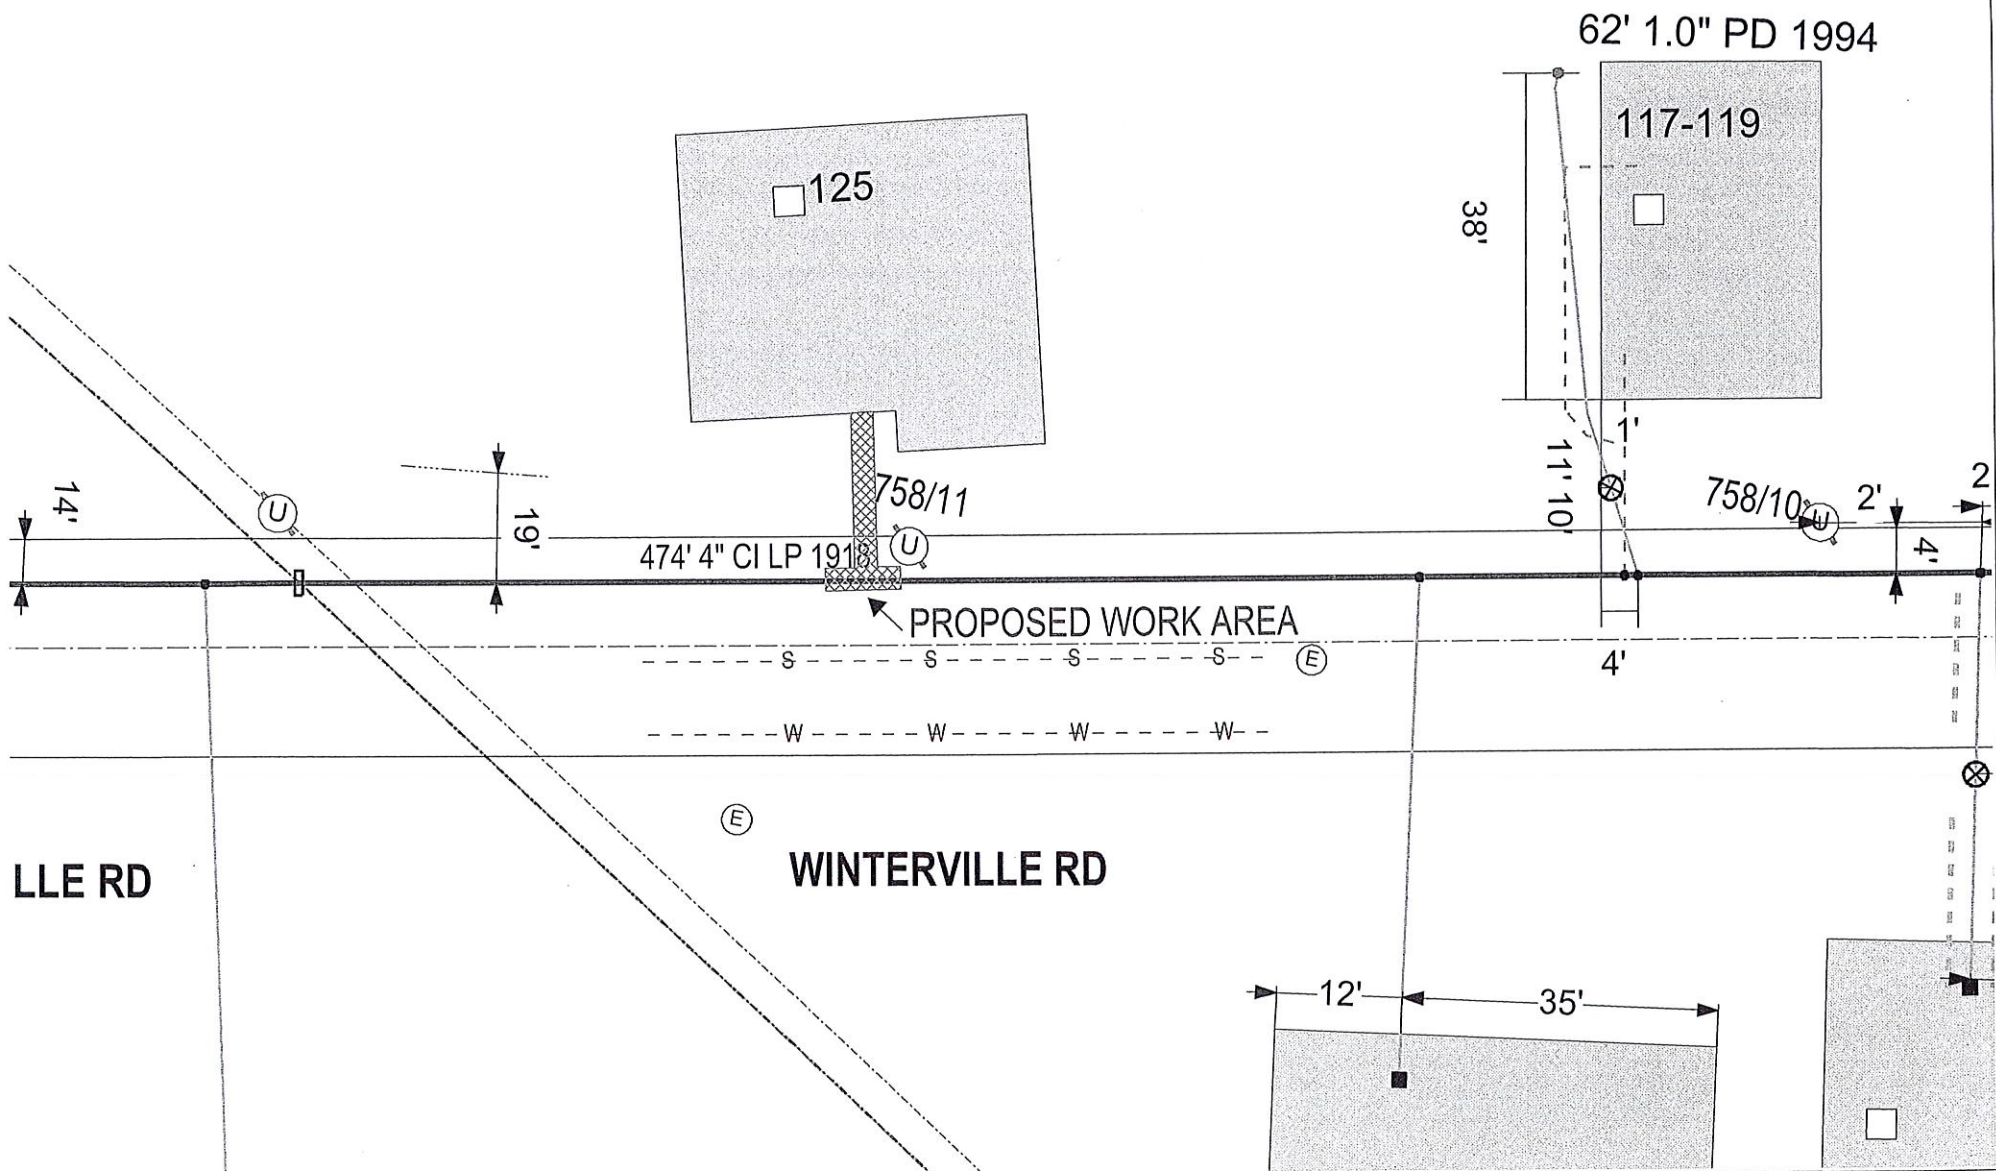 62' 1.0" PD 1994
117-119
125
38'
1'
11' 10"
758/11
758/10
2'
2
14'
19'
U
U
U
4'
474' 4" CI LP 1918
PROPOSED WORK AREA
S S S S
E
4'
W W W W
E
LLE RD
WINTERVILLE RD
12'
35'